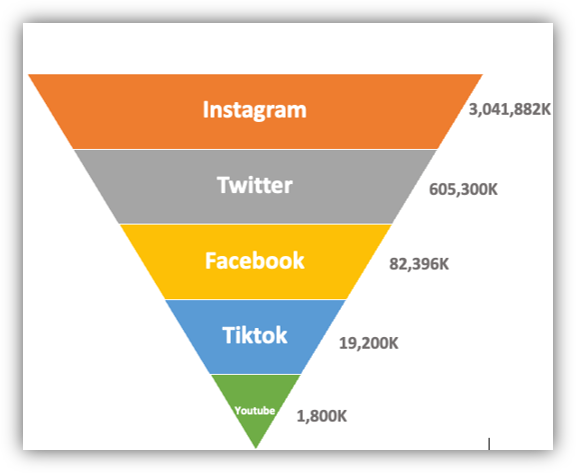 Instagram
3,041,882K
Twitter
605,300K
Facebook
82,396K
Tiktok
19,200K
Youtube
1,800K